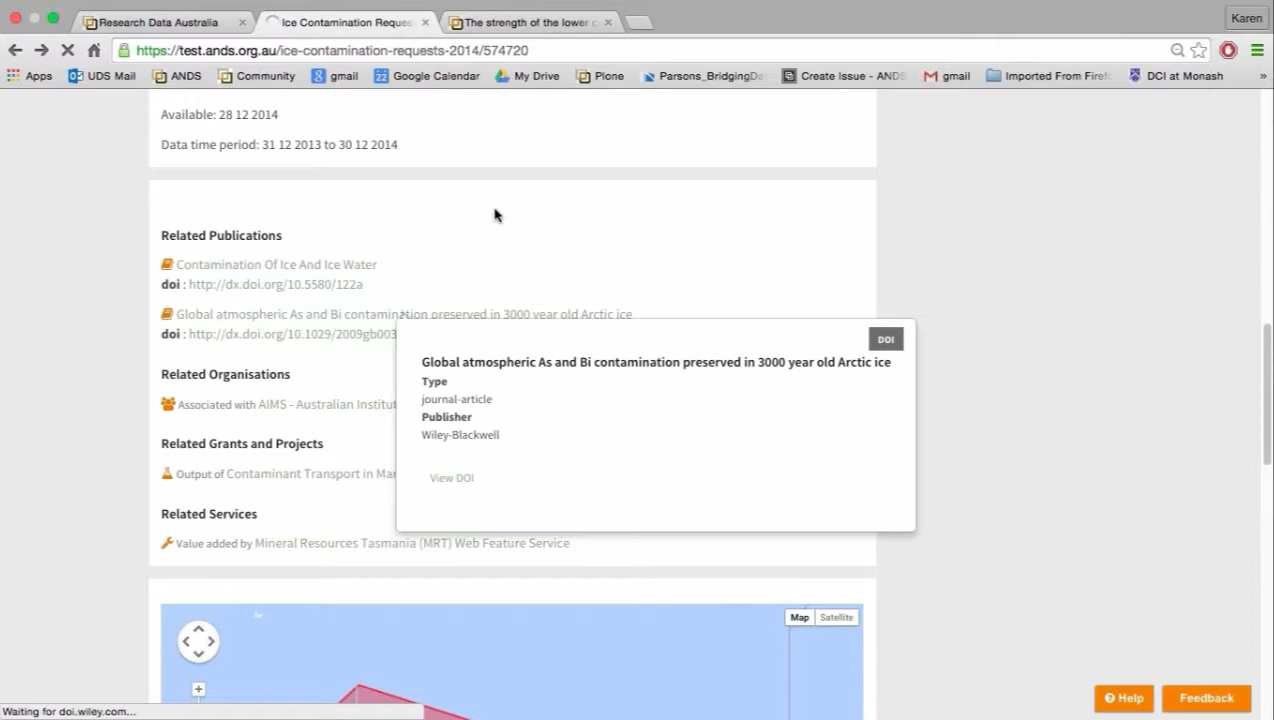 Research Data Australia
Ice Contamination Reques
The strength of the lower c
Karen
https://test.ands.org.au/ice-contamination-requests-2014/574720
Apps UDS Mail ANDS Community gmail Google Calendar My Drive Plone Parsons_BridgingDa Create Issue - ANDS gmail Imported From Firef DCI at Monash »
Available: 28 12 2014
Data time period: 31 12 2013 to 30 12 2014
Related Publications
Contamination Of Ice And Ice Water
doi : http://dx.doi.org/10.5580/122a
Global atmospheric As and Bi contamination preserved in 3000 year old Arctic ice
doi : http://dx.doi.org/10.1029/2009gb003
Related Organisations
Associated with AIMS - Australian Institut
Related Grants and Projects
Output of Contaminant Transport in Mar
Related Services
Value added by Mineral Resources Tasmania (MRT) Web Feature Service
DOI
Global atmospheric As and Bi contamination preserved in 3000 year old Arctic ice
Type
journal-article
Publisher
Wiley-Blackwell
View DOI
Map Satellite
Help
Feedback
Waiting for doi.wiley.com...